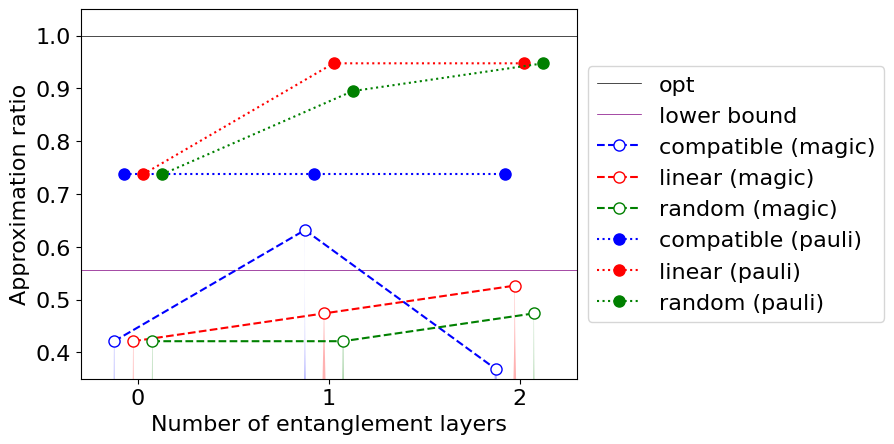 1.0
0.9
0.8
0.7
0.6
0.5
0.4
Approximation ratio
0 1 2
Number of entanglement layers
opt
lower bound
compatible (magic)
linear (magic)
random (magic)
compatible (pauli)
linear (pauli)
random (pauli)